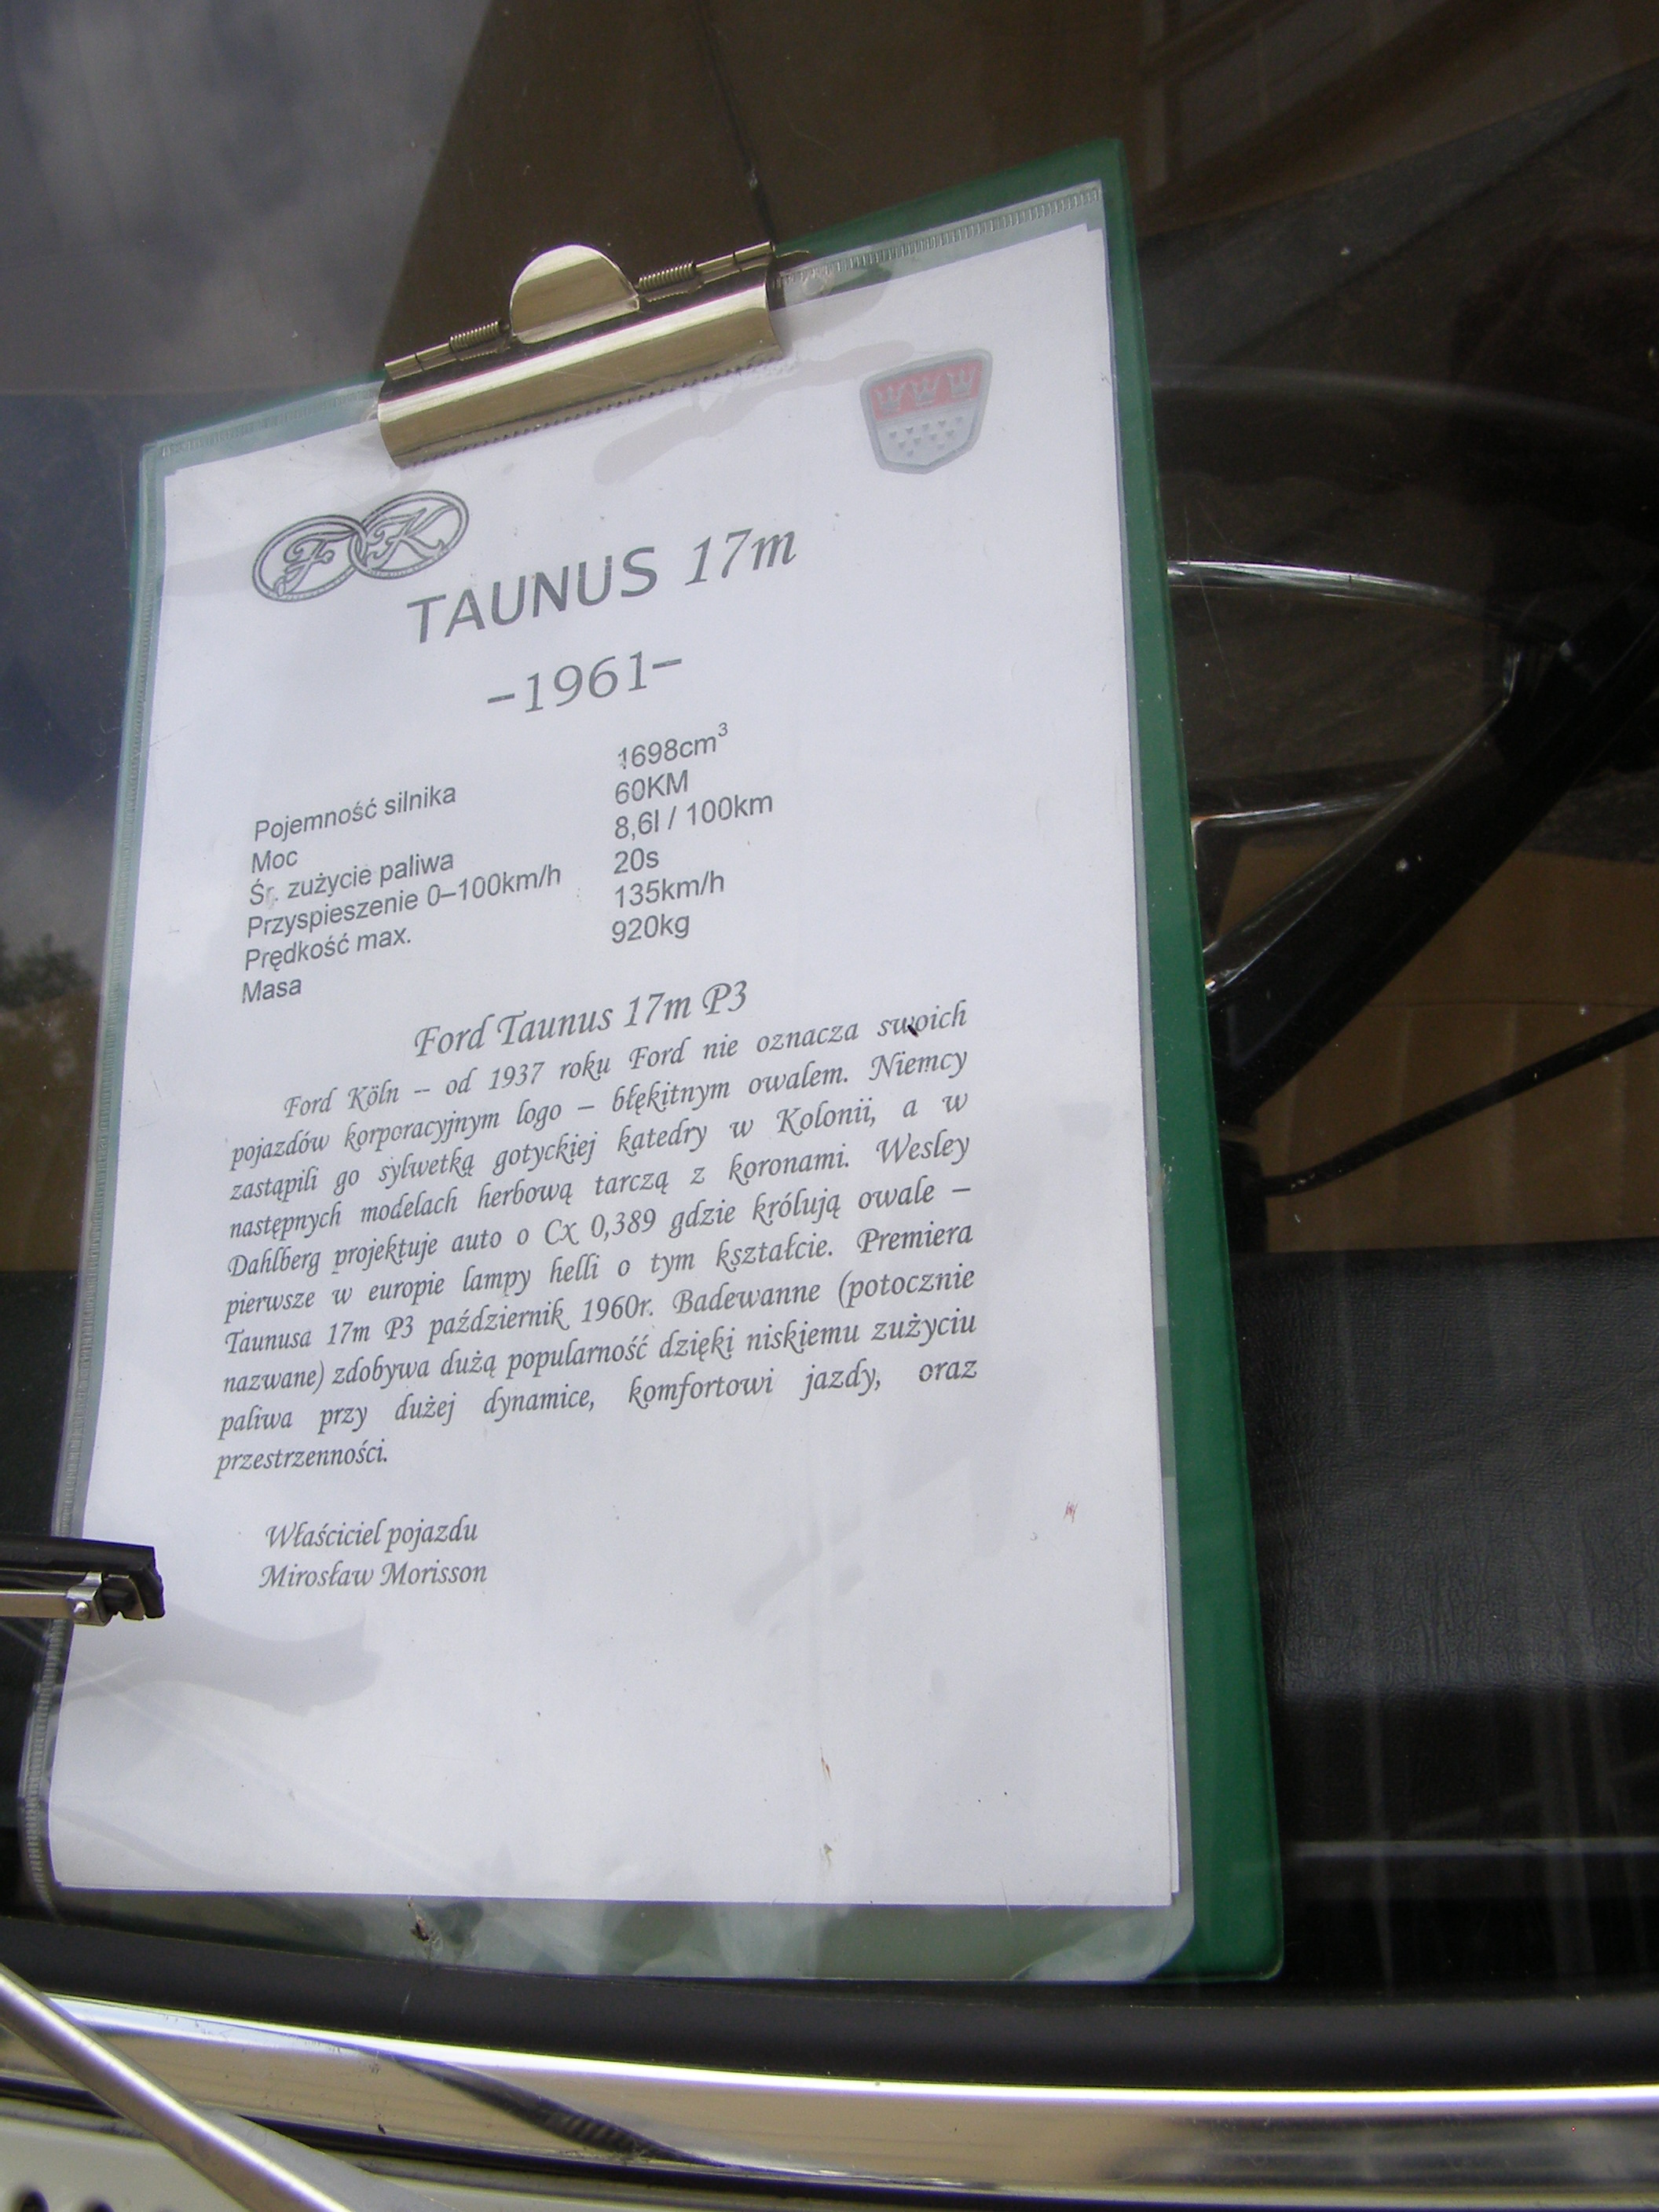 FK
TAUNUS 17m
–1961–
Pojemność silnika 1698cm³
Moc 60KM
Śr. zużycie paliwa 8,6l / 100km
Przyspieszenie 0–100km/h 20s
Prędkość max. 135km/h
Masa 920kg
Ford Taunus 17m P3
Ford Köln – od 1937 roku Ford nie oznacza swoich
pojazdów korporacyjnym logo – błękitnym owalem. Niemcy
zastąpili go sylwetką gotyckiej katedry w Kolonii, a w
następnych modelach herbową tarczą z koronami. Wesley
Dahlberg projektuje auto o Cx 0,389 gdzie królują owale –
pierwsze w europie lampy helli o tym kształcie. Premiera
Taunusa 17m P3 październik 1960r. Badewanne (potocznie
nazwane) zdobywa dużą popularność dzięki niskiemu zużyciu
paliwa przy dużej dynamice, komfortowi jazdy, oraz
przestrzenności.
Właściciel pojazdu
Mirosław Morisson